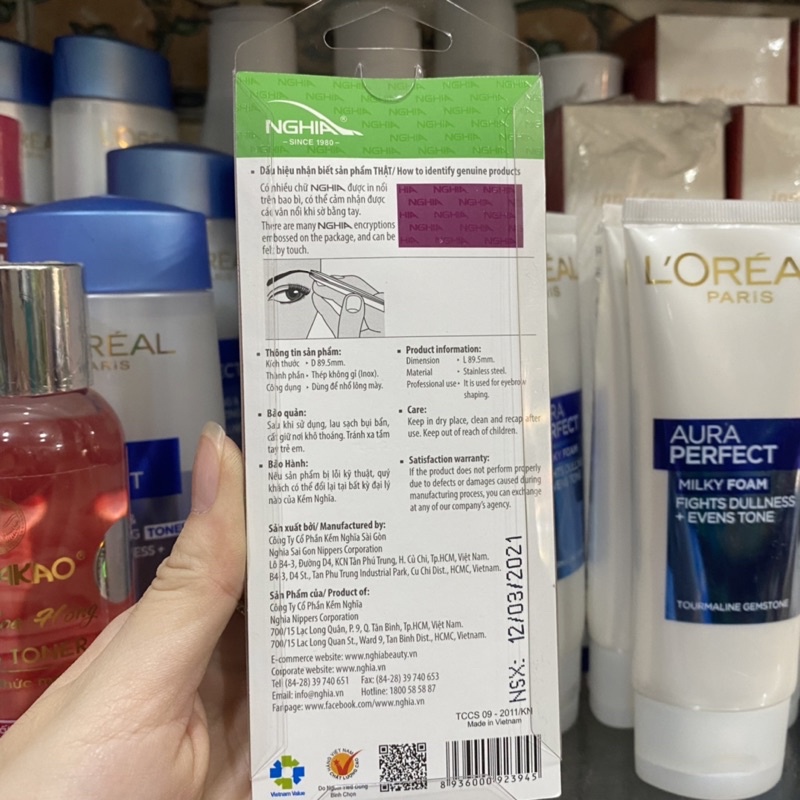 NGHIA®
– SINCE 1980 –
Dấu hiệu nhận biết sản phẩm THẬT/ How to identify genuine products
Có nhiều chữ NGHIA được in nổi
trên bao bì, có thể cảm nhận được
các vân nổi khi sờ bằng tay.
There are many NGHIA encryptions
embossed on the package, and can be
felt by touch.
Thông tin sản phẩm:
Kích thước • D 89.5mm.
Thành phần • Thép không gỉ (Inox).
Công dụng • Dùng để nhổ lông mày.
Product information:
Dimension • L 89.5mm.
Material • Stainless steel.
Professional use • It is used for eyebrow
shaping.
Bảo quản:
Sau khi sử dụng, lau sạch bụi bẩn,
cất giữ nơi khô thoáng. Tránh xa tầm
tay trẻ em.
Care:
Keep in dry place, clean and recap after
use. Keep out of reach of children.
Bảo Hành:
Nếu sản phẩm bị lỗi kỹ thuật, quý
khách có thể đổi lại tại bất kỳ đại lý
nào của Kềm Nghĩa.
Satisfaction warranty:
If the product does not perform properly
due to defects or damages caused during
manufacturing process, you can exchange
at any of our company's agency.
Sản xuất bởi/ Manufactured by:
Công Ty Cổ Phần Kềm Nghĩa Sài Gòn
Nghia Sai Gon Nippers Corporation
Lô B4-3, Đường D4, KCN Tân Phú Trung, H. Củ Chi, Tp.HCM, Việt Nam.
B4-3, D4 St., Tan Phu Trung Industrial Park, Cu Chi Dist., HCMC, Vietnam.
Sản Phẩm của/ Product of:
Công Ty Cổ Phần Kềm Nghĩa
Nghia Nippers Corporation
700/15 Lạc Long Quân, P. 9, Q. Tân Bình, Tp.HCM, Việt Nam.
700/15 Lac Long Quan St., Ward 9, Tan Binh Dist., HCMC, Vietnam.
E-commerce website: www.nghiabeauty.vn
Corporate website: www.nghia.vn
Tel: (84-28) 39 740 651 Fax: (84-28) 39 740 653
Email: info@nghia.vn Hotline: 1800 58 58 87
Fanpage: www.facebook.com/www.nghia.vn
NSX: 12/03/2021
TCCS 09 - 2011/KN
Made in Vietnam
Vietnam Value
8 936000 923945
L'ORÉA
PARIS
AURA
PERFECT
MILKY FOAM
FIGHTS DULLNESS
+ EVENS TONE
TOURMALINE GEMSTONE
RÉAL
PARIS
AKAO®
TONER